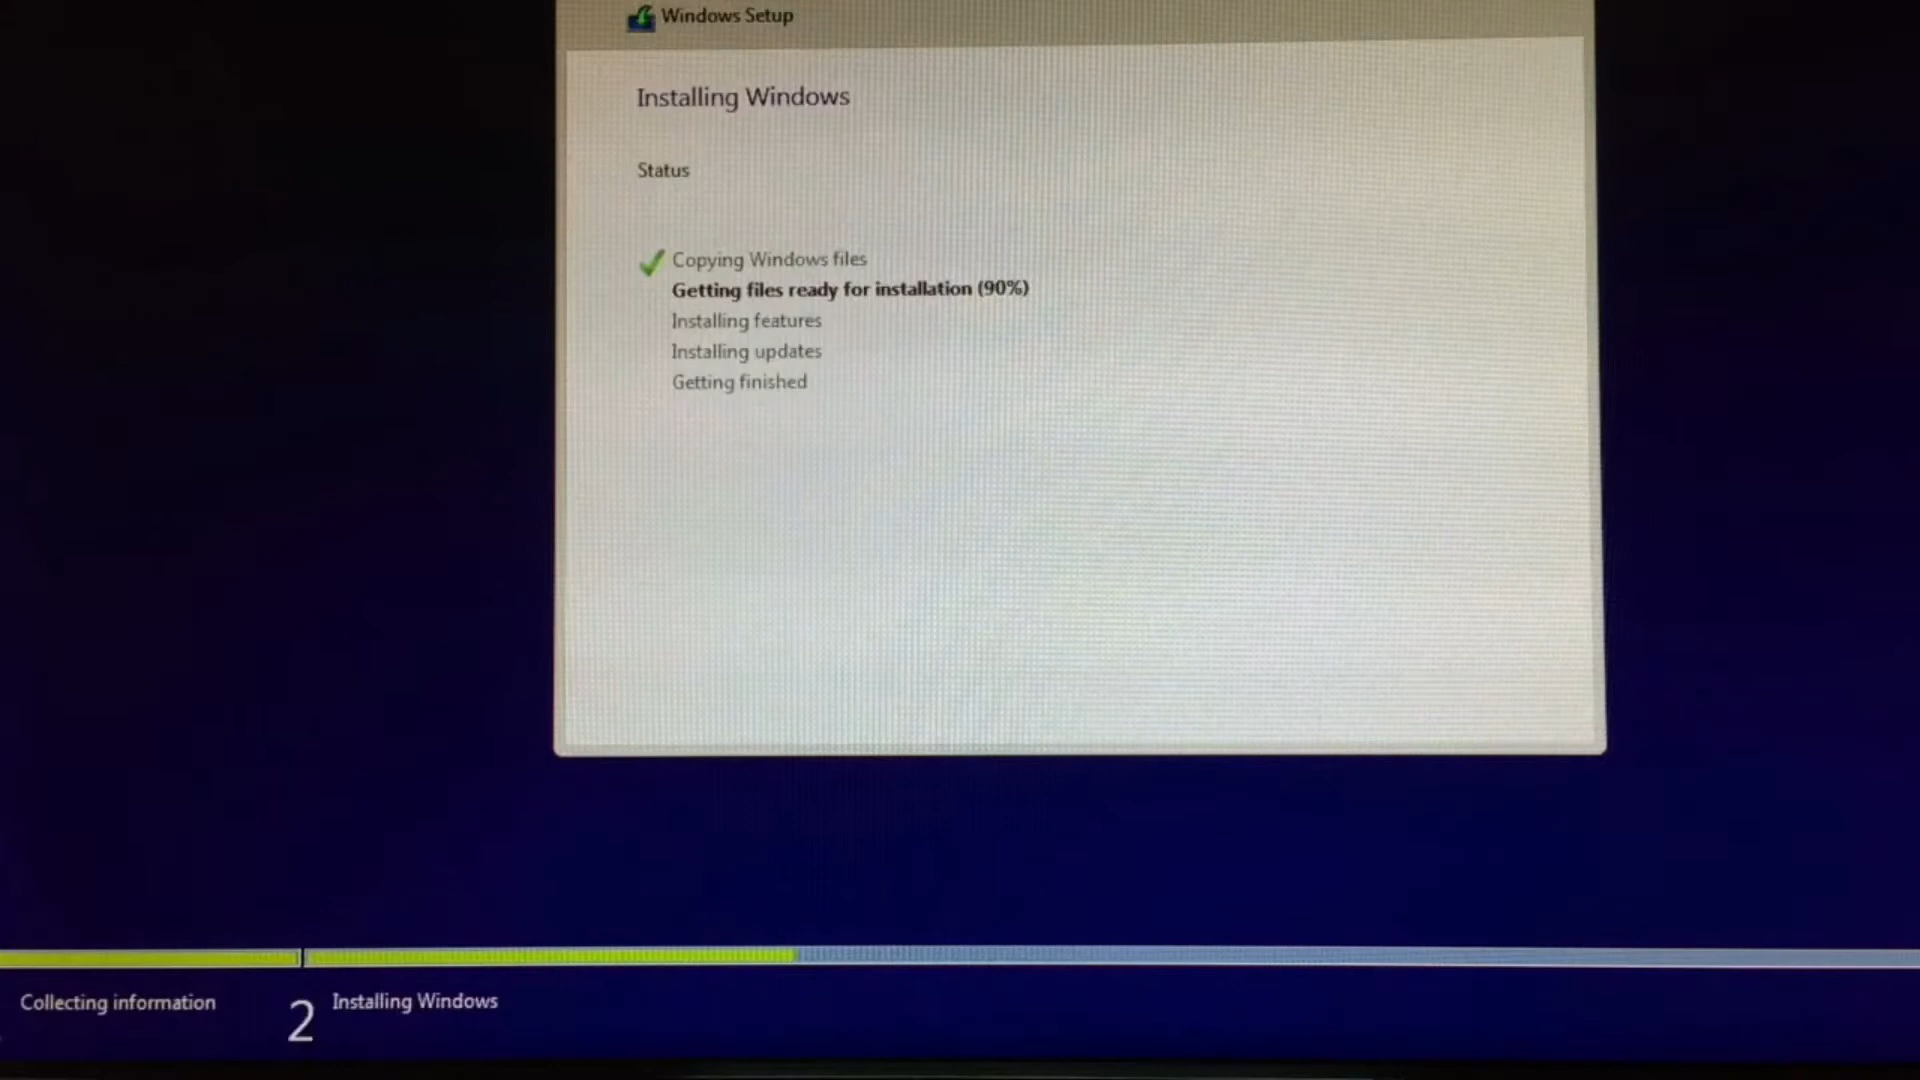 Windows Setup
Installing Windows
Status
Copying Windows files
Getting files ready for installation (90%)
Installing features
Installing updates
Getting finished
Collecting information
2 Installing Windows